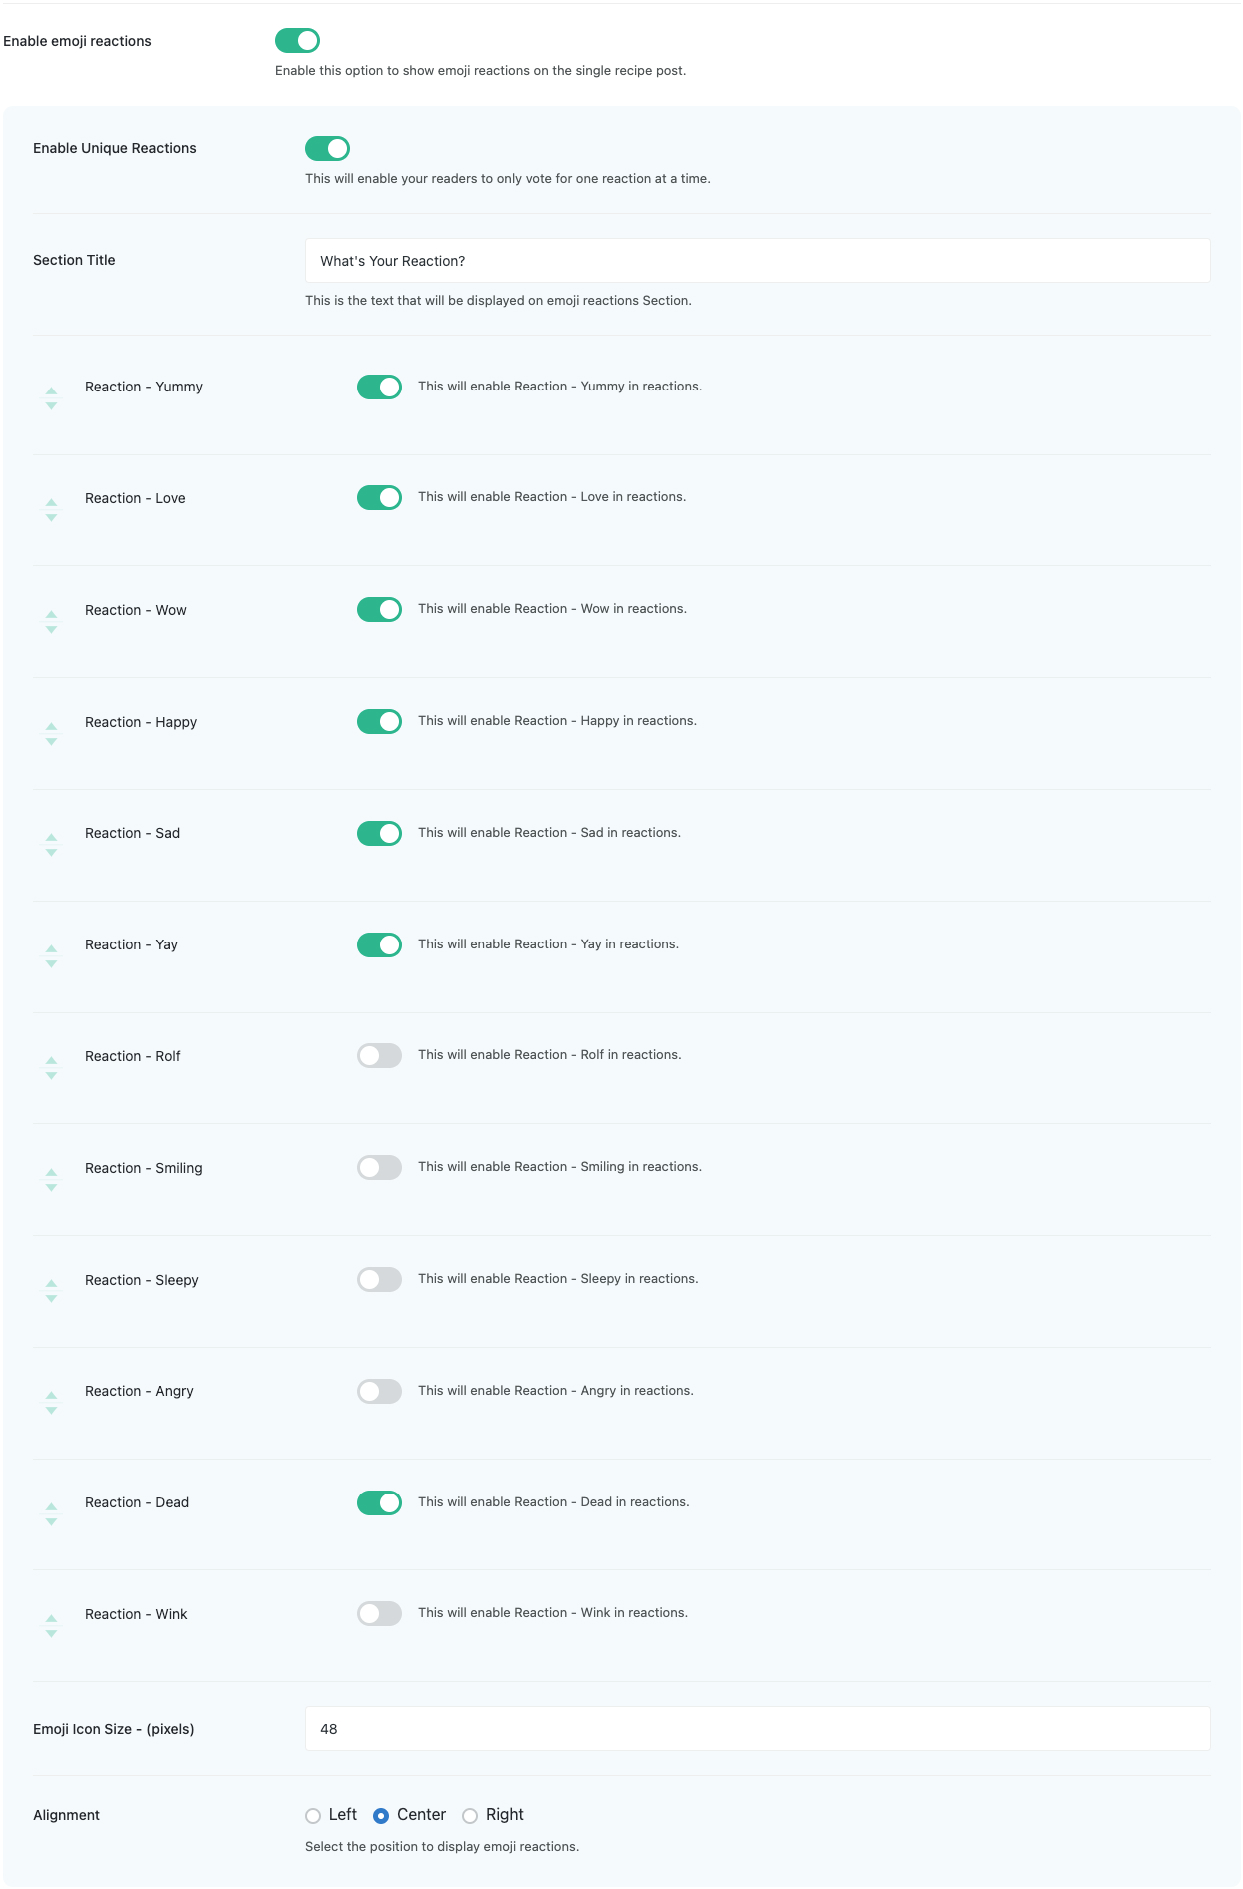 Enable emoji reactions
Enable this option to show emoji reactions on the single recipe post.
Enable Unique Reactions
This will enable your readers to only vote for one reaction at a time.
Section Title
What's Your Reaction?
This is the text that will be displayed on emoji reactions Section.
Reaction - Yummy
This will enable Reaction - Yummy in reactions.
Reaction - Love
This will enable Reaction - Love in reactions.
Reaction - Wow
This will enable Reaction - Wow in reactions.
Reaction - Happy
This will enable Reaction - Happy in reactions.
Reaction - Sad
This will enable Reaction - Sad in reactions.
Reaction - Yay
This will enable Reaction - Yay in reactions.
Reaction - Rolf
This will enable Reaction - Rolf in reactions.
Reaction - Smiling
This will enable Reaction - Smiling in reactions.
Reaction - Sleepy
This will enable Reaction - Sleepy in reactions.
Reaction - Angry
This will enable Reaction - Angry in reactions.
Reaction - Dead
This will enable Reaction - Dead in reactions.
Reaction - Wink
This will enable Reaction - Wink in reactions.
Emoji Icon Size - (pixels)
48
Alignment
Left Center Right
Select the position to display emoji reactions.